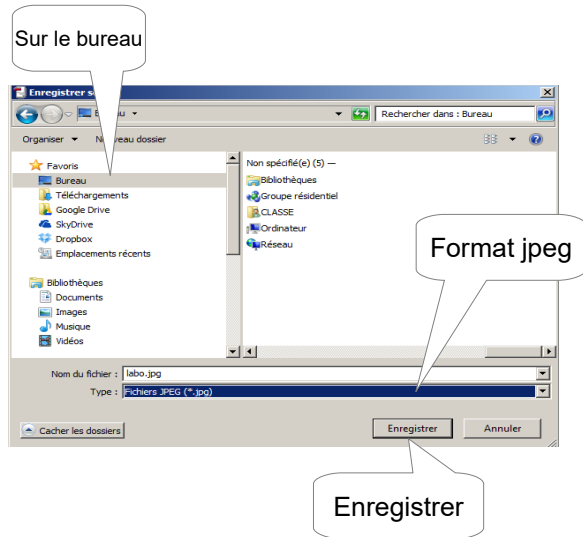 Sur le bureau
Enregistrer s
Rechercher dans : Bureau
Organiser
dossier
Favoris
Bureau
Téléchargements
Google Drive
SkyDrive
Dropbox
Emplacements récents
Bibliothèques
Documents
Images
Musique
Vidéos
Non spécifié(e) (5)
Bibliothèques
Groupe résidentiel
CLASSE
Ordinateur
Réseau
Format jpeg
Nom du fichier : labo.jpg
Type : Fichiers JPEG (*.jpg)
Cacher les dossiers
Enregistrer
Annuler
Enregistrer